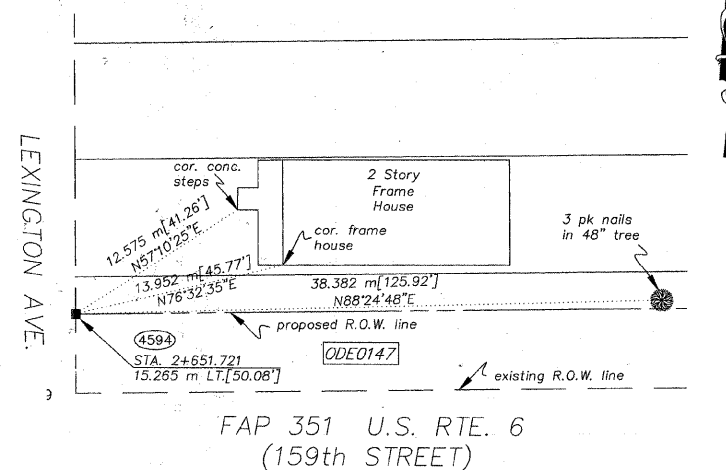 LEXINGTON AVE.
cor. conc.
steps
2 Story
Frame
House
12.575 m[41.26']
N57°10'25"E
cor. frame
house
3 pk nails
in 48" tree
13.952 m[45.77']
N76°32'35"E
38.382 m[125.92']
N88°24'48"E
proposed R.O.W. line
4594
STA. 2+651.721
15.265 m LT.[50.08']
ODE0147
existing R.O.W. line
FAP 351 U.S. RTE. 6
(159th STREET)